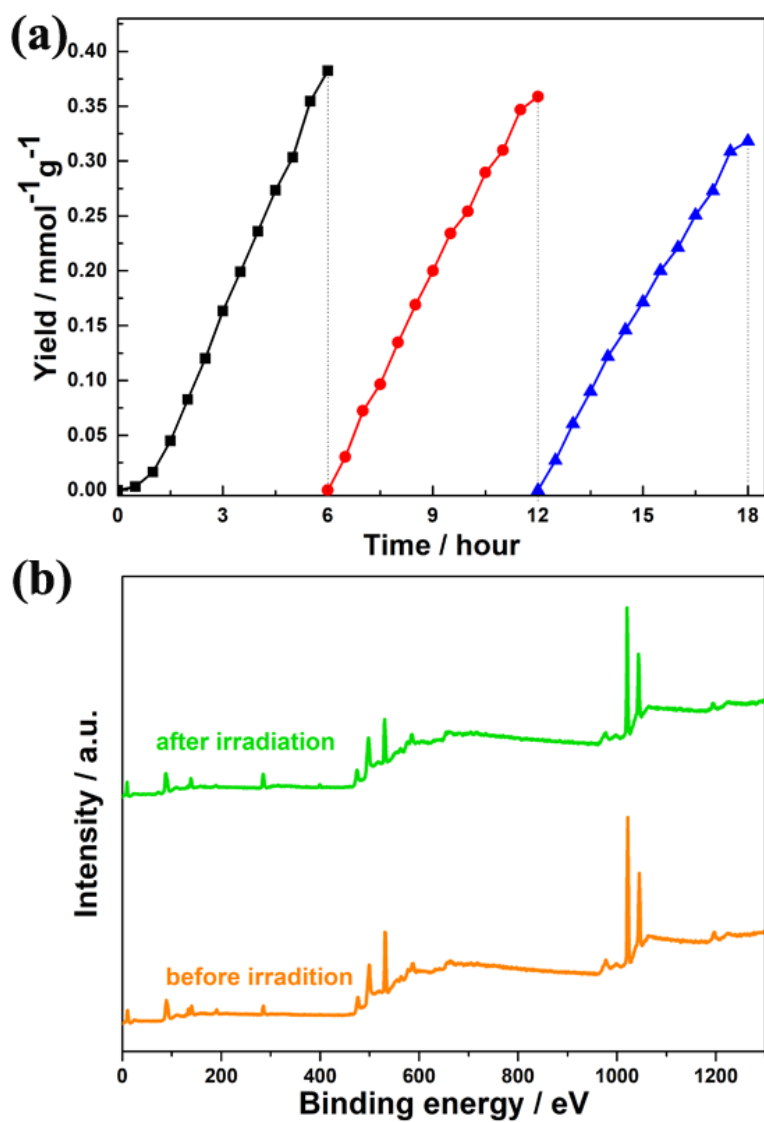 (a)
Yield / mmol⁻¹g⁻¹
0.40
0.35
0.30
0.25
0.20
0.15
0.10
0.05
0.00
0 3 6 9 12 15 18
Time / hour
(b)
Intensity / a.u.
after irradiation
before irradition
0 200 400 600 800 1000 1200
Binding energy / eV